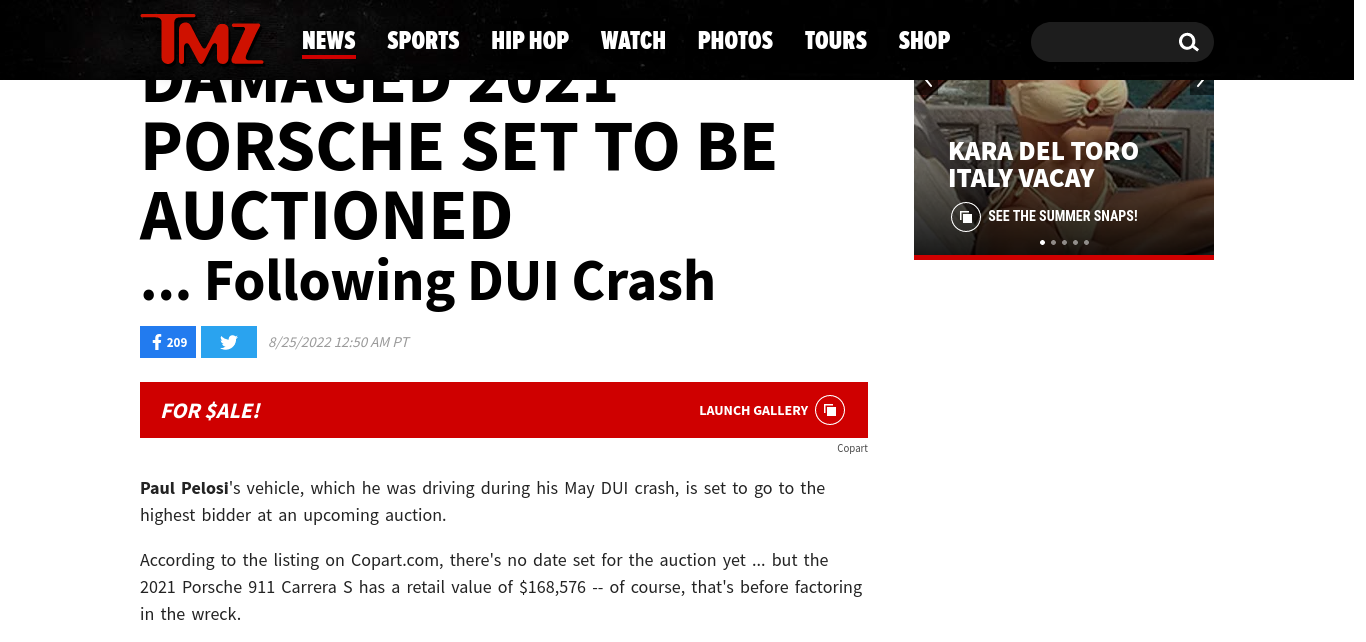 TMZ
NEWS SPORTS HIP HOP WATCH PHOTOS TOURS SHOP
DAMAGED 2021
PORSCHE SET TO BE
AUCTIONED
... Following DUI Crash
209
8/25/2022 12:50 AM PT
FOR $ALE!
LAUNCH GALLERY
Copart
Paul Pelosi's vehicle, which he was driving during his May DUI crash, is set to go to the
highest bidder at an upcoming auction.
According to the listing on Copart.com, there's no date set for the auction yet ... but the
2021 Porsche 911 Carrera S has a retail value of $168,576 -- of course, that's before factoring
in the wreck.
KARA DEL TORO
ITALY VACAY
SEE THE SUMMER SNAPS!